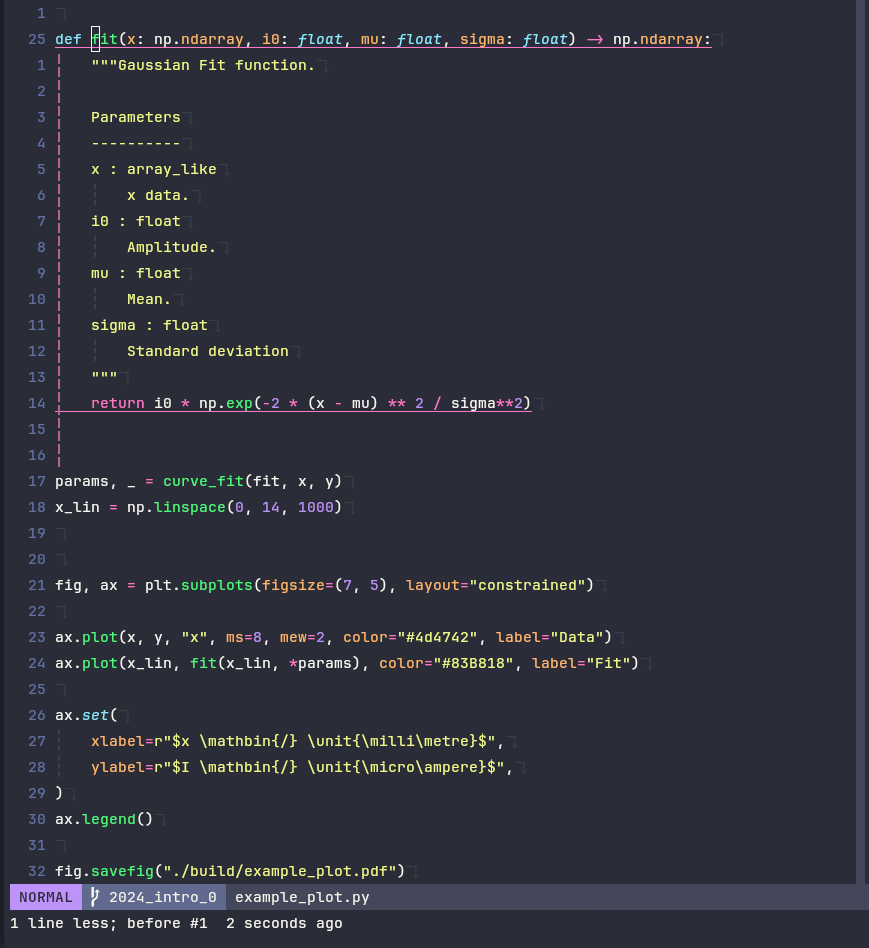 1
25 def fit(x: np.ndarray, i0: float, mu: float, sigma: float) -> np.ndarray:
1     """Gaussian Fit function.
2
3     Parameters
4     ----------
5     x : array_like
6         x data.
7     i0 : float
8         Amplitude.
9     mu : float
10         Mean.
11     sigma : float
12         Standard deviation
13     """
14     return i0 * np.exp(-2 * (x - mu) ** 2 / sigma**2)
15
16
17 params, _ = curve_fit(fit, x, y)
18 x_lin = np.linspace(0, 14, 1000)
19
20
21 fig, ax = plt.subplots(figsize=(7, 5), layout="constrained")
22
23 ax.plot(x, y, "x", ms=8, mew=2, color="#4d4742", label="Data")
24 ax.plot(x_lin, fit(x_lin, *params), color="#83B818", label="Fit")
25
26 ax.set(
27     xlabel=r"$x \mathbin{/} \unit{\milli\metre}$",
28     ylabel=r"$I \mathbin{/} \unit{\micro\ampere}$",
29 )
30 ax.legend()
31
32 fig.savefig("./build/example_plot.pdf")
NORMAL 2024_intro_0 example_plot.py
1 line less; before #1  2 seconds ago